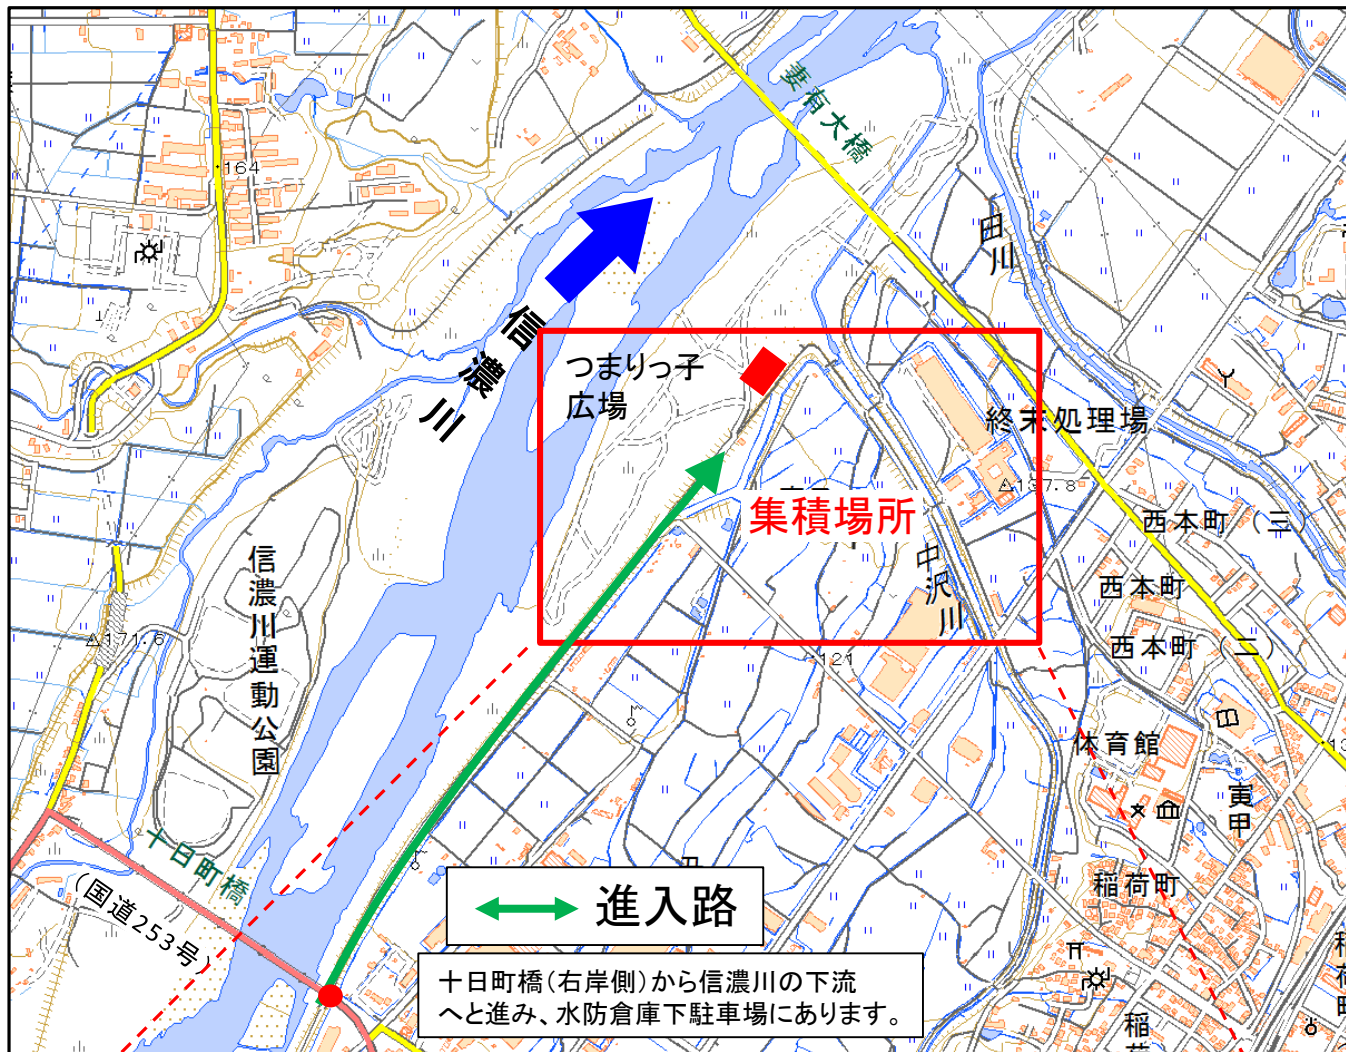 妻有大橋
164
田川
信濃川
つまりっ子
広場
終末処理場
137.8
集積場所
西本町(三)
中沢川
西本町
西本町(二)
信濃川運動公園
171.6
121
体育館
寅甲
十日町橋
(国道253号)
進入路
稲荷町
十日町橋(右岸側)から信濃川の下流
へと進み、水防倉庫下駐車場にあります。